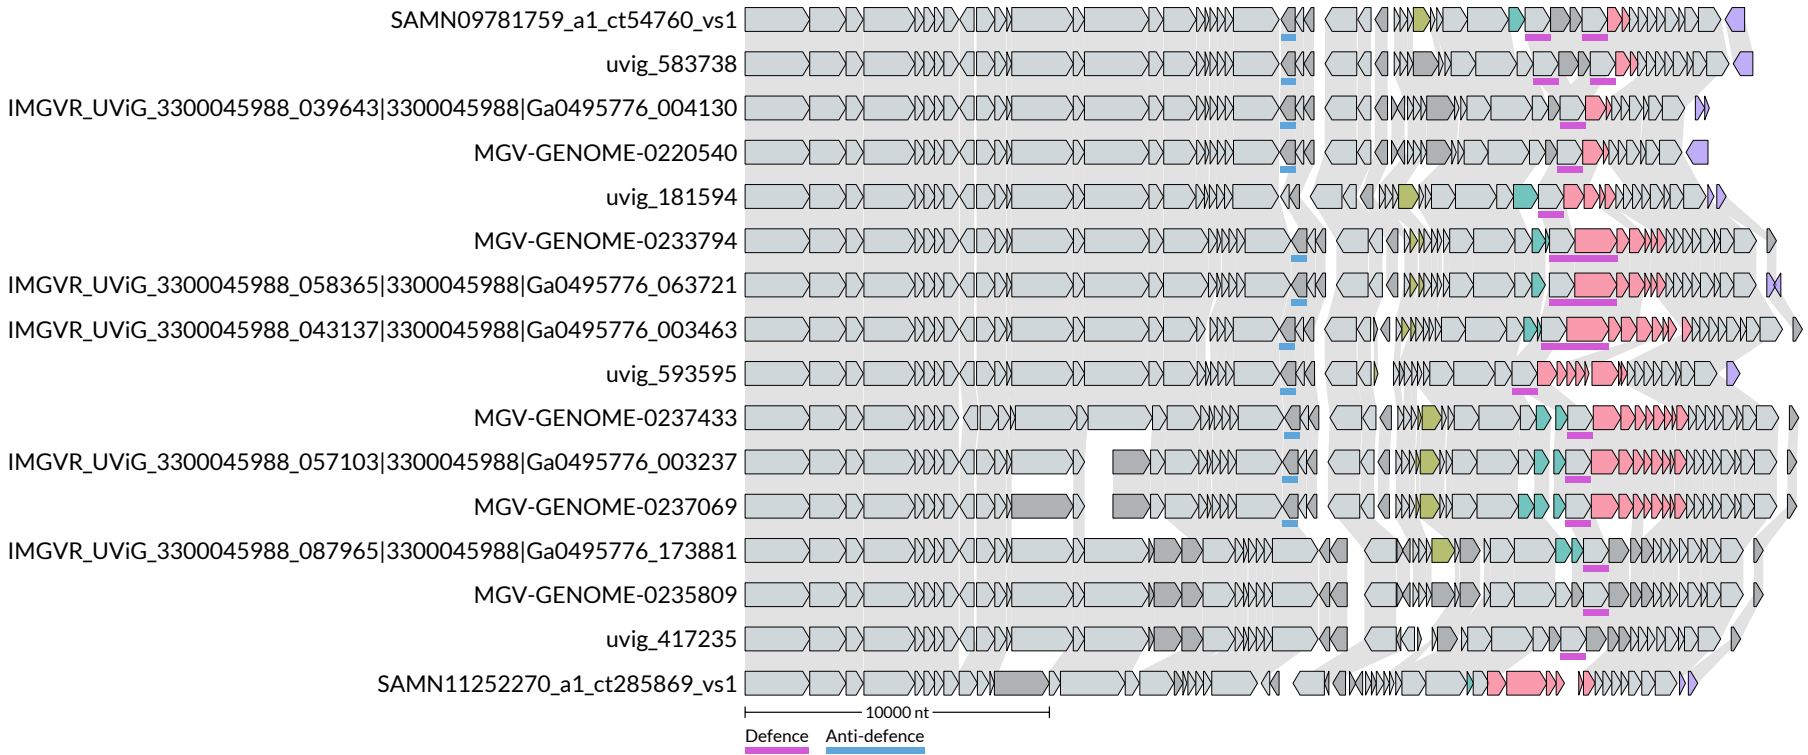 SAMN09781759_a1_ct54760_vs1
uvig_583738
IMGVR_UViG_3300045988_039643|3300045988|Ga0495776_004130
MGV-GENOME-0220540
uvig_181594
MGV-GENOME-0233794
IMGVR_UViG_3300045988_058365|3300045988|Ga0495776_063721
IMGVR_UViG_3300045988_043137|3300045988|Ga0495776_003463
uvig_593595
MGV-GENOME-0237433
IMGVR_UViG_3300045988_057103|3300045988|Ga0495776_003237
MGV-GENOME-0237069
IMGVR_UViG_3300045988_087965|3300045988|Ga0495776_173881
MGV-GENOME-0235809
uvig_417235
SAMN11252270_a1_ct285869_vs1
10000 nt
Defence Anti-defence